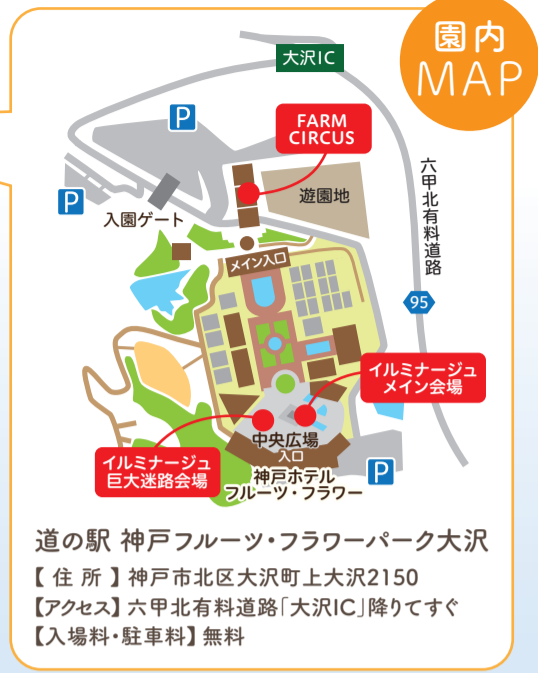 園内
MAP
大沢IC
P
FARM
CIRCUS
P
入園ゲート
遊園地
六甲北有料道路
メイン入口
95
イルミナージュ
メイン会場
中央広場
入口
イルミナージュ
巨大迷路会場
神戸ホテル
フルーツ・フラワー
P
道の駅 神戸フルーツ・フラワーパーク大沢
【 住 所 】神戸市北区大沢町上大沢2150
【アクセス】六甲北有料道路「大沢IC」降りてすぐ
【入場料・駐車料】無料